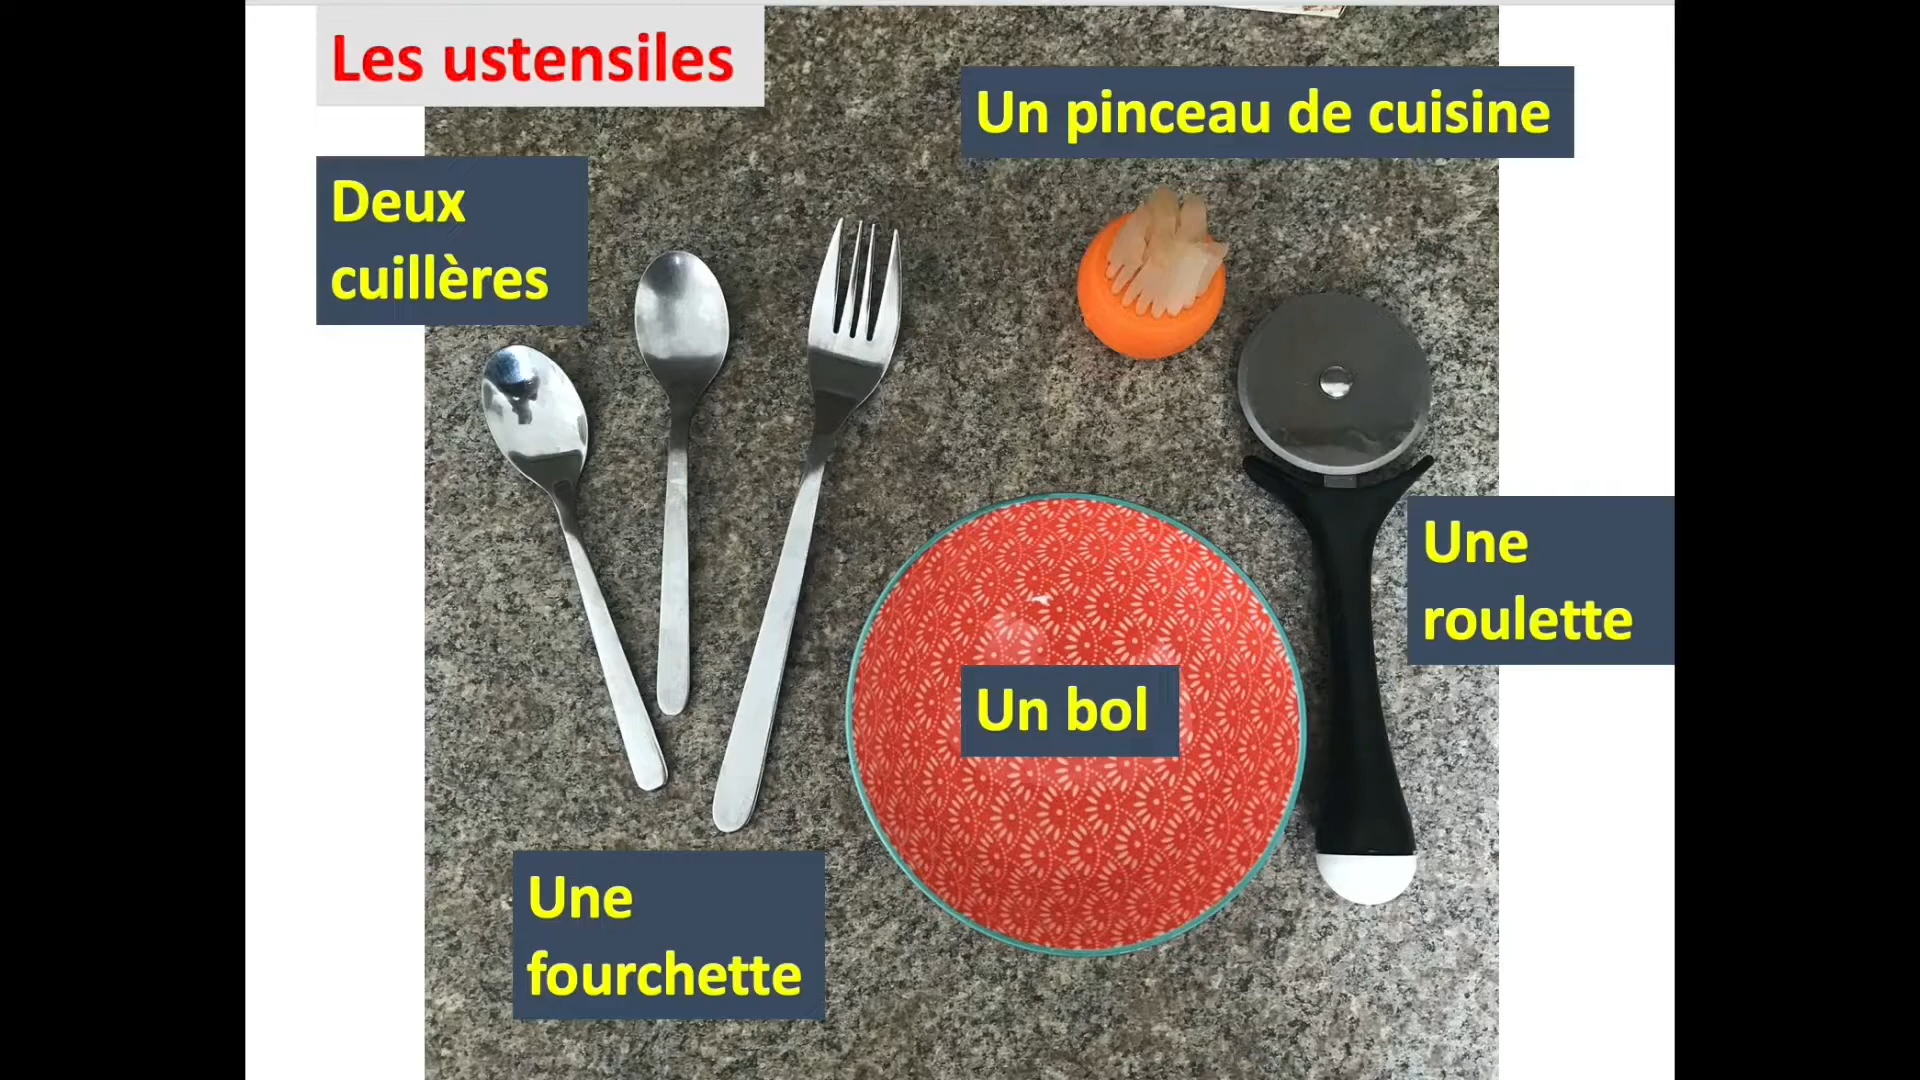 Les ustensiles
Un pinceau de cuisine
Deux
cuillères
Une
roulette
Un bol
Une
fourchette